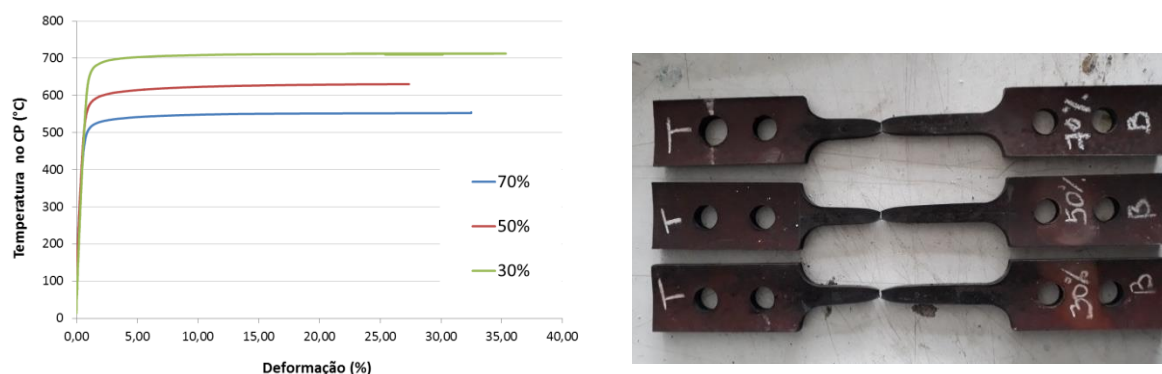 800
700
600
500
400
300
200
100
0
Temperatura no CP (°C)
70%
50%
30%
0,00 5,00 10,00 15,00 20,00 25,00 30,00 35,00 40,00
Deformação (%)
T 70% B
T 50% B
T 30% B